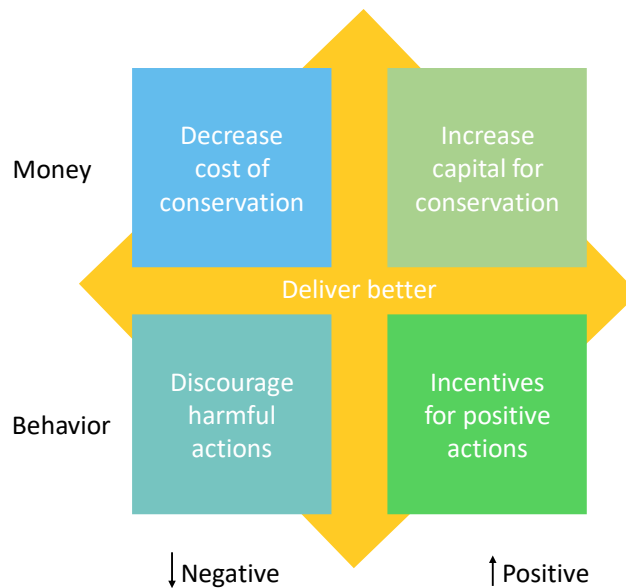 Money
Decrease
cost of
conservation
Increase
capital for
conservation
Deliver better
Behavior
Discourage
harmful
actions
Incentives
for positive
actions
↓ Negative
↑ Positive